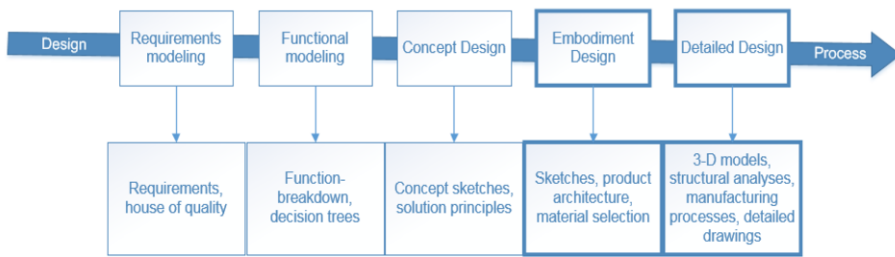 Design
Requirements
modeling
Functional
modeling
Concept Design
Embodiment
Design
Detailed Design
Process
Requirements,
house of quality
Function-
breakdown,
decision trees
Concept sketches,
solution principles
Sketches, product
architecture,
material selection
3-D models,
structural analyses,
manufacturing
processes, detailed
drawings